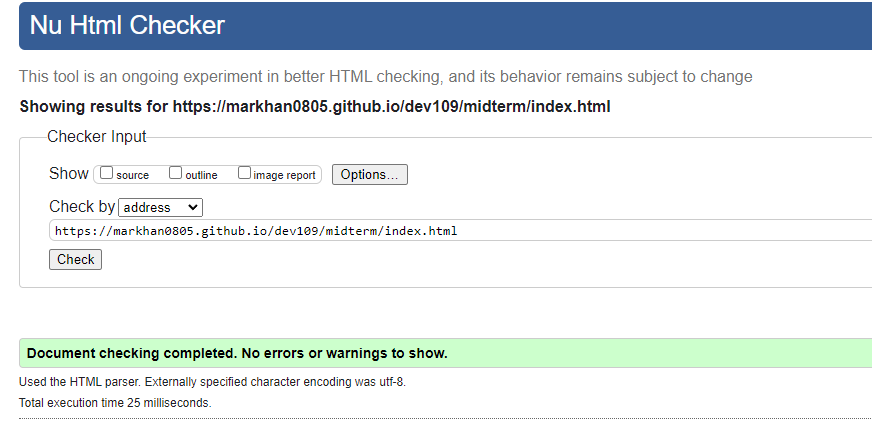 Nu Html Checker
This tool is an ongoing experiment in better HTML checking, and its behavior remains subject to change
Showing results for https://markhan0805.github.io/dev109/midterm/index.html
Checker Input
Show source outline image report Options...
Check by address
https://markhan0805.github.io/dev109/midterm/index.html
Check
Document checking completed. No errors or warnings to show.
Used the HTML parser. Externally specified character encoding was utf-8.
Total execution time 25 milliseconds.